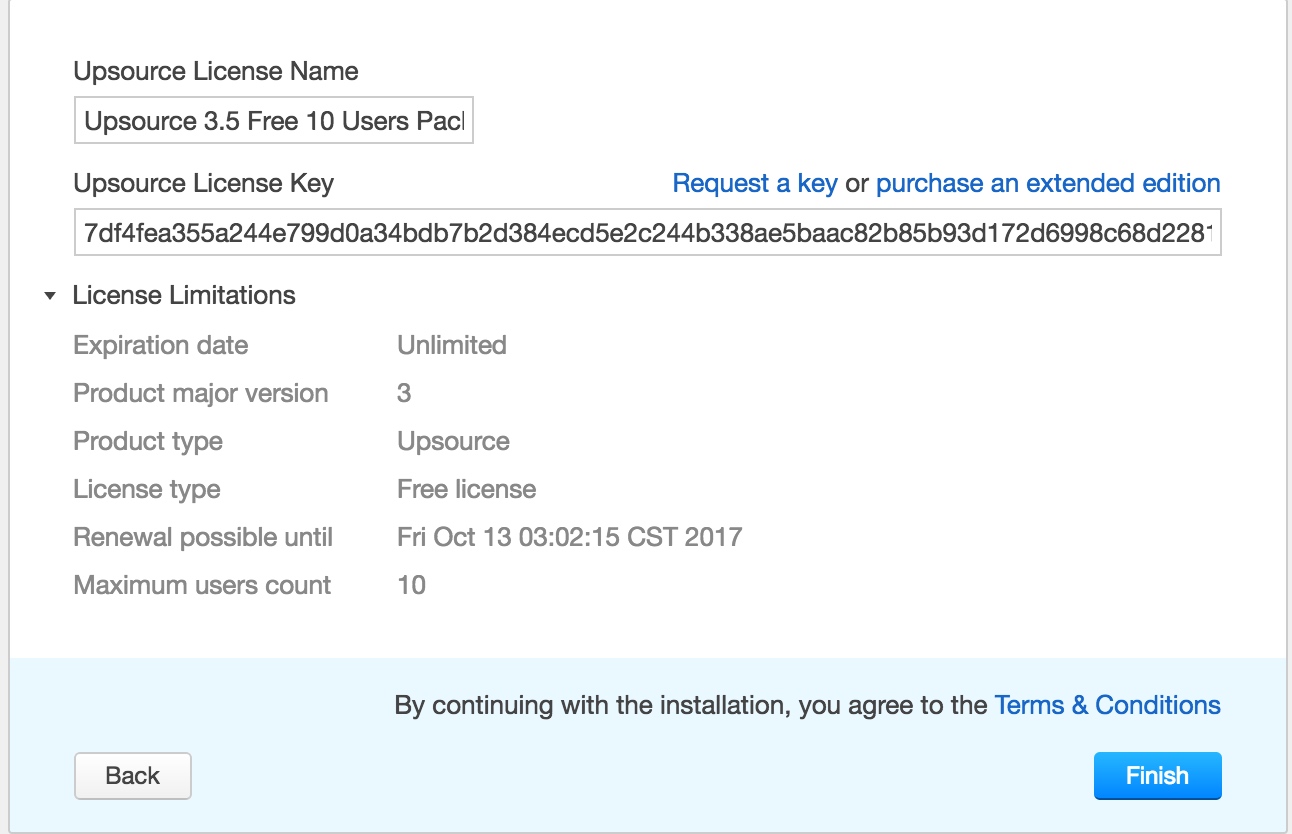 Upsource License Name
Upsource 3.5 Free 10 Users
Upsource License Key Request a key or purchase an extended edition
7df4fea355a244e799d0a34bdb7b2d384ecd5e2c244b338ae5baac82b85b93d172d6998c68d2281
License Limitations
Expiration date Unlimited
Product major version 3
Product type Upsource
License type Free license
Renewal possible until Fri Oct 13 03:02:15 CST 2017
Maximum users count 10
By continuing with the installation, you agree to the Terms & Conditions
Back Finish